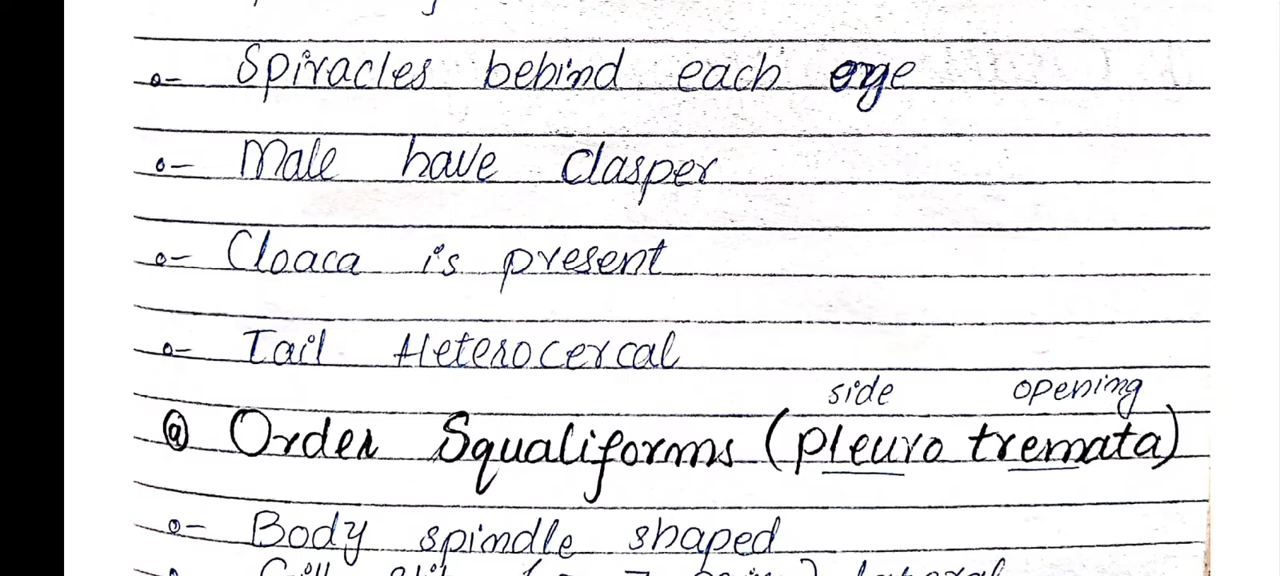 o- Spiracles behind each eye
o- Male have Clasper
o- Cloaca is present
o- Tail Heterocercal
side opening
@ Order Squaliforms (pleuro tremata)
o- Body spindle shaped